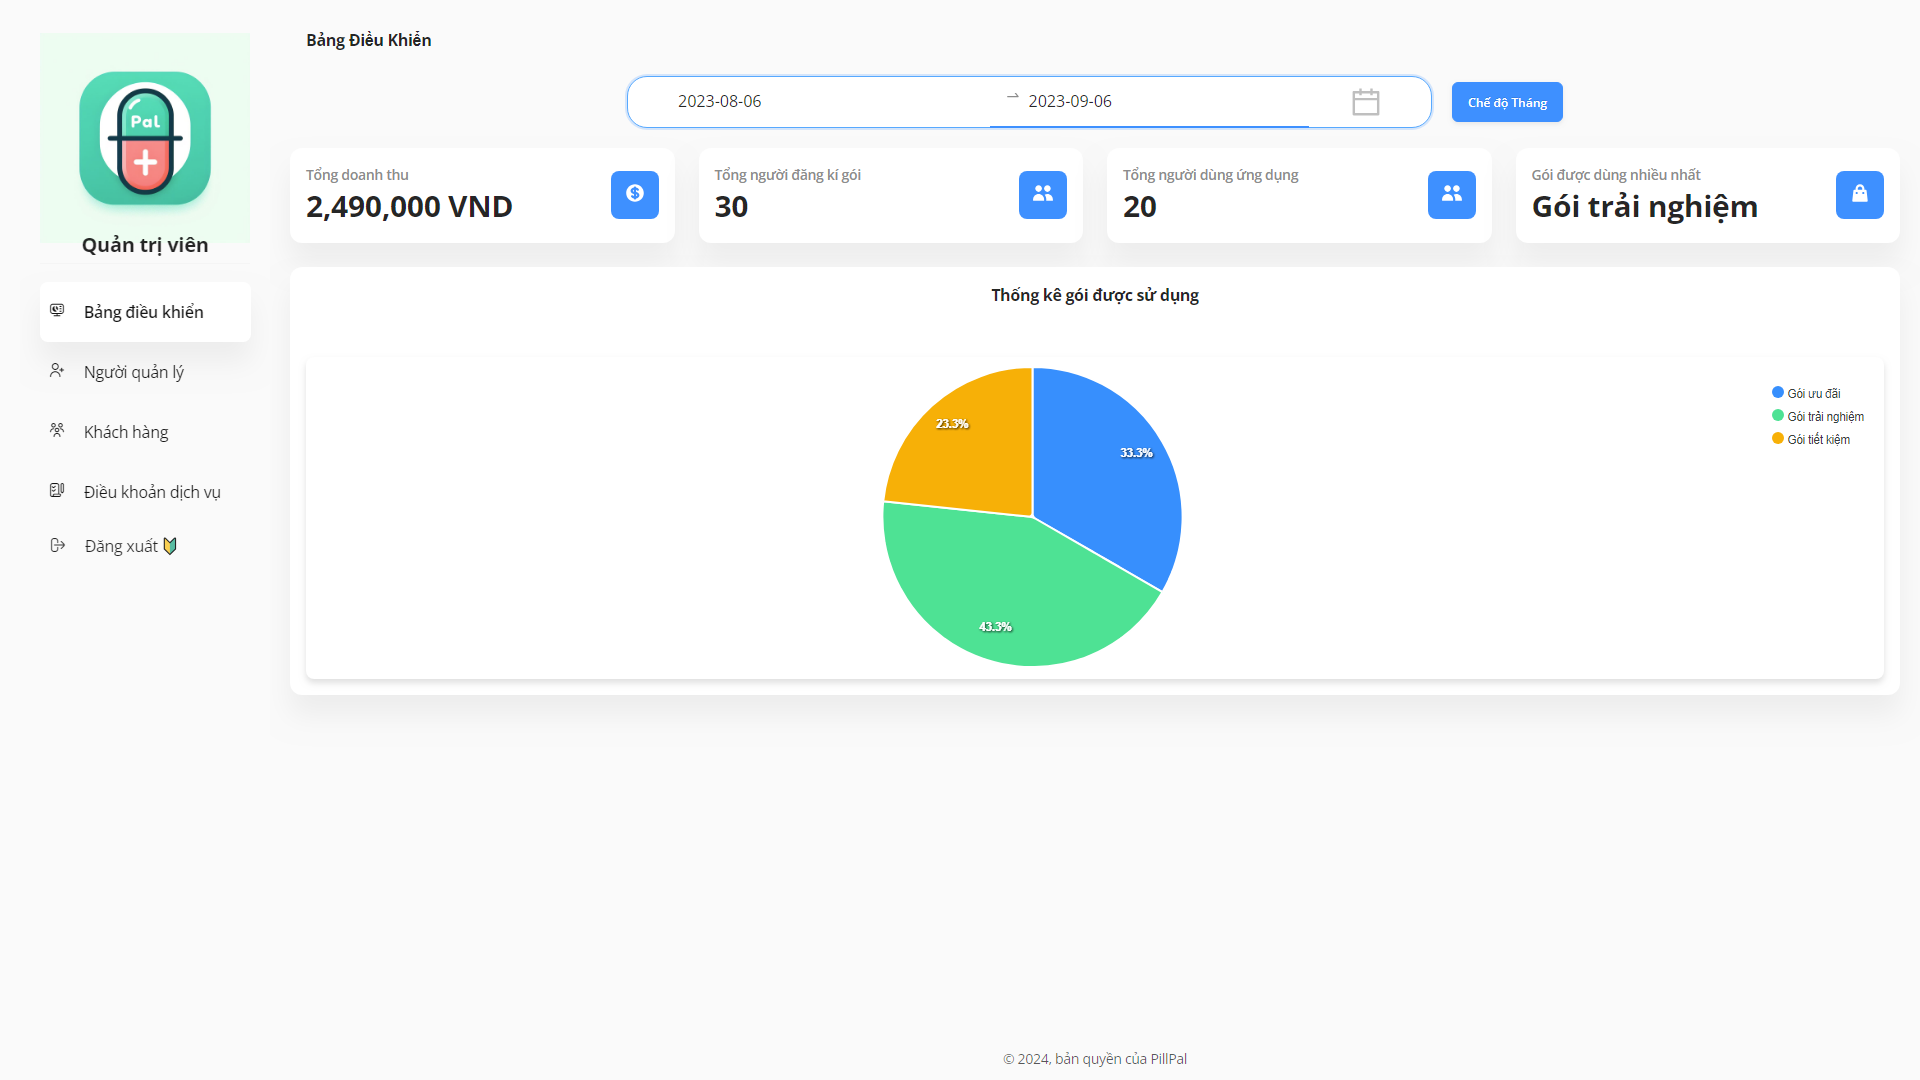 Pal
Quản trị viên
Bảng điều khiển
Người quản lý
Khách hàng
Điều khoản dịch vụ
Đăng xuất 🔰
Bảng Điều Khiển
2023-08-06 → 2023-09-06
Chế độ Tháng
Tổng doanh thu
2,490,000 VND
Tổng người đăng kí gói
30
Tổng người dùng ứng dụng
20
Gói được dùng nhiều nhất
Gói trải nghiệm
Thống kê gói được sử dụng
23.3%
33.3%
43.3%
Gói ưu đãi
Gói trải nghiệm
Gói tiết kiệm
© 2024, bản quyền của PillPal